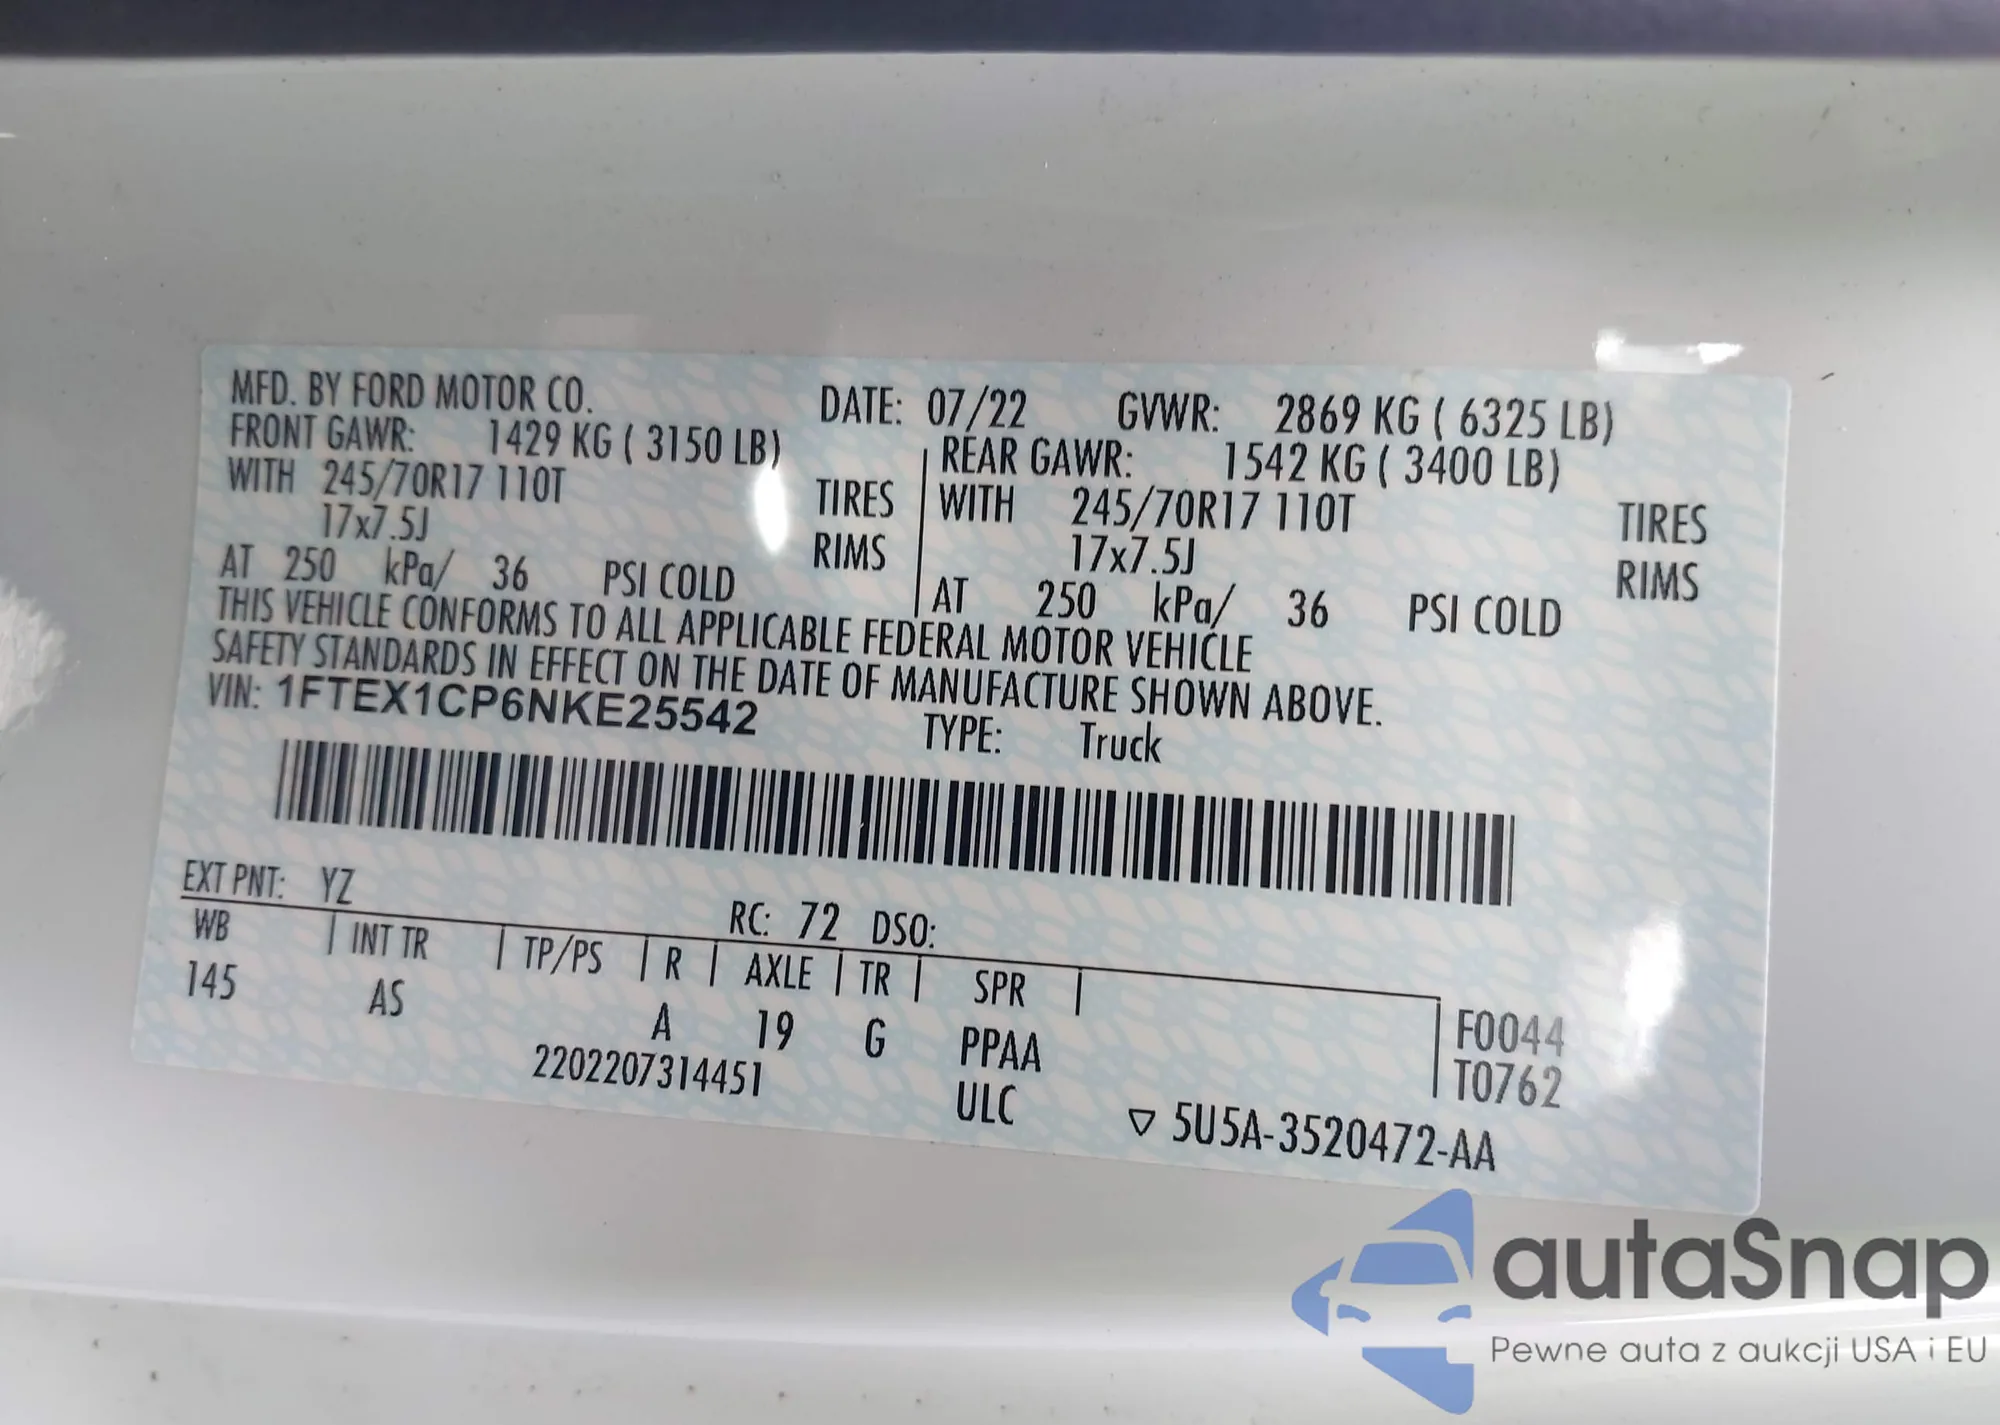 MFD. BY FORD MOTOR CO. DATE: 07/22 GVWR: 2869 KG ( 6325 LB)
FRONT GAWR: 1429 KG ( 3150 LB) REAR GAWR: 1542 KG ( 3400 LB)
WITH 245/70R17 110T TIRES WITH 245/70R17 110T TIRES
17x7.5J RIMS 17x7.5J RIMS
AT 250 kPa/ 36 PSI COLD AT 250 kPa/ 36 PSI COLD
THIS VEHICLE CONFORMS TO ALL APPLICABLE FEDERAL MOTOR VEHICLE
SAFETY STANDARDS IN EFFECT ON THE DATE OF MANUFACTURE SHOWN ABOVE.
VIN: 1FTEX1CP6NKE25542 TYPE: Truck
EXT PNT: YZ RC: 72 DSO:
WB INT TR TP/PS R AXLE TR SPR
145 AS A 19 G PPAA F0044
2202207314451 ULC T0762
▽ 5U5A-3520472-AA
autaSnap
Pewne auta z aukcji USA i EU